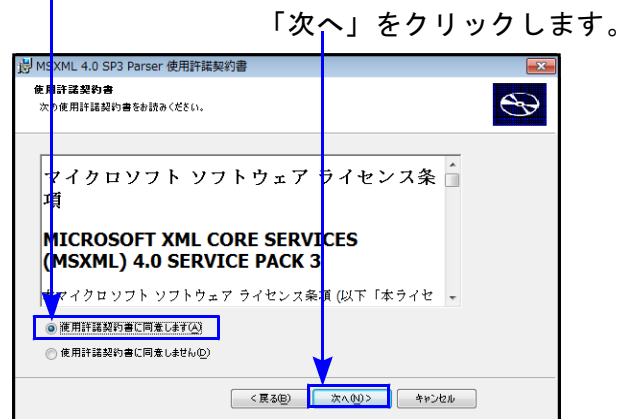 「次へ」をクリックします。
MSXML 4.0 SP3 Parser 使用許諾契約書
使用許諾契約書
次の使用許諾契約書をお読みください。
マイクロソフト ソフトウェア ライセンス条
項
MICROSOFT XML CORE SERVICES
(MSXML) 4.0 SERVICE PACK 3
本マイクロソフト ソフトウェア ライセンス条項 (以下「本ライセ
使用許諾契約書に同意します(A)
使用許諾契約書に同意しません(D)
< 戻る(B)
次へ(N) >
キャンセル